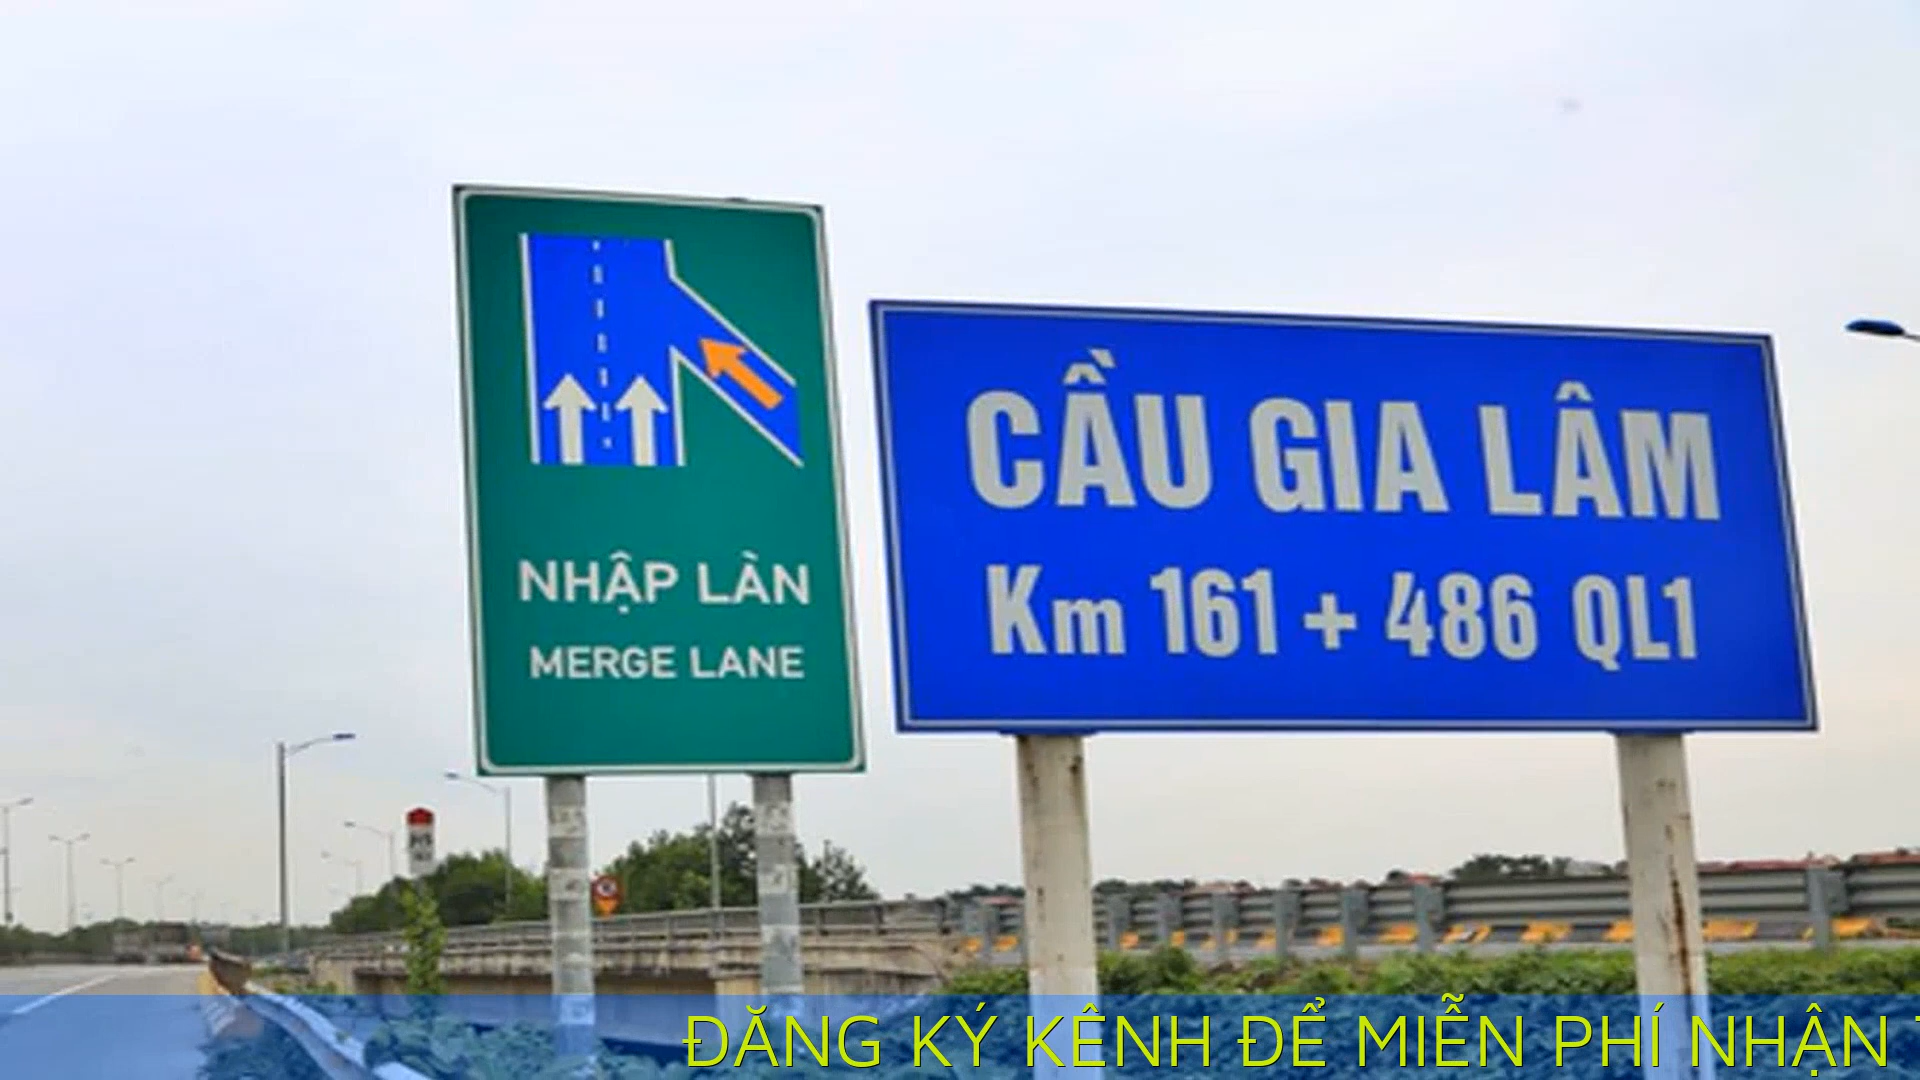 NHẬP LÀN
MERGE LANE
CẦU GIA LÂM
Km 161 + 486 QL1
ĐĂNG KÝ KÊNH ĐỂ MIỄN PHÍ NHẬN